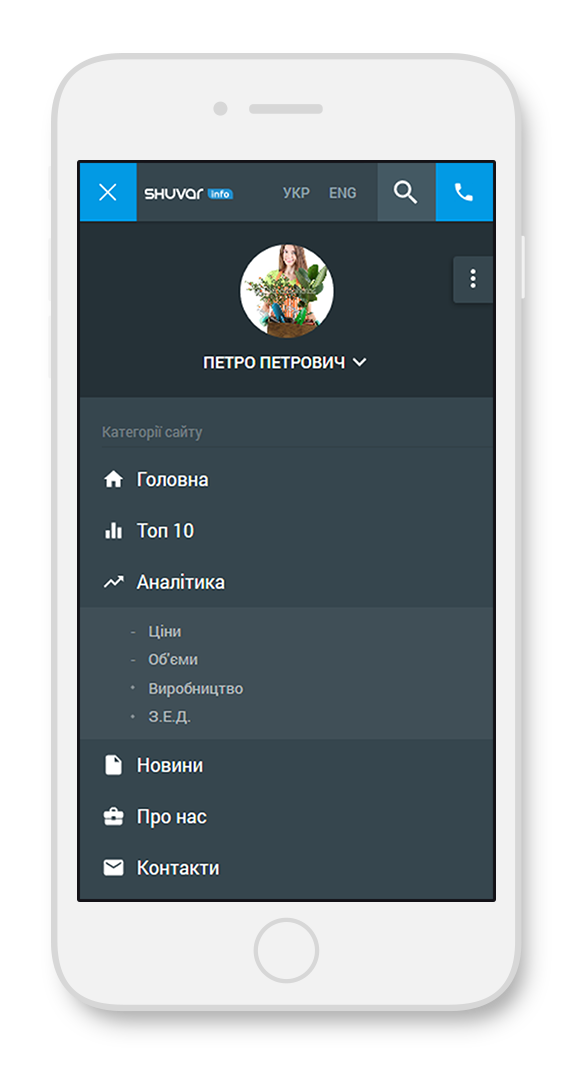 SHUVAR info УКР ENG
ПЕТРО ПЕТРОВИЧ
Категорії сайту
Головна
Топ 10
Аналітика
- Ціни
- Об'єми
• Виробництво
• З.Е.Д.
Новини
Про нас
Контакти